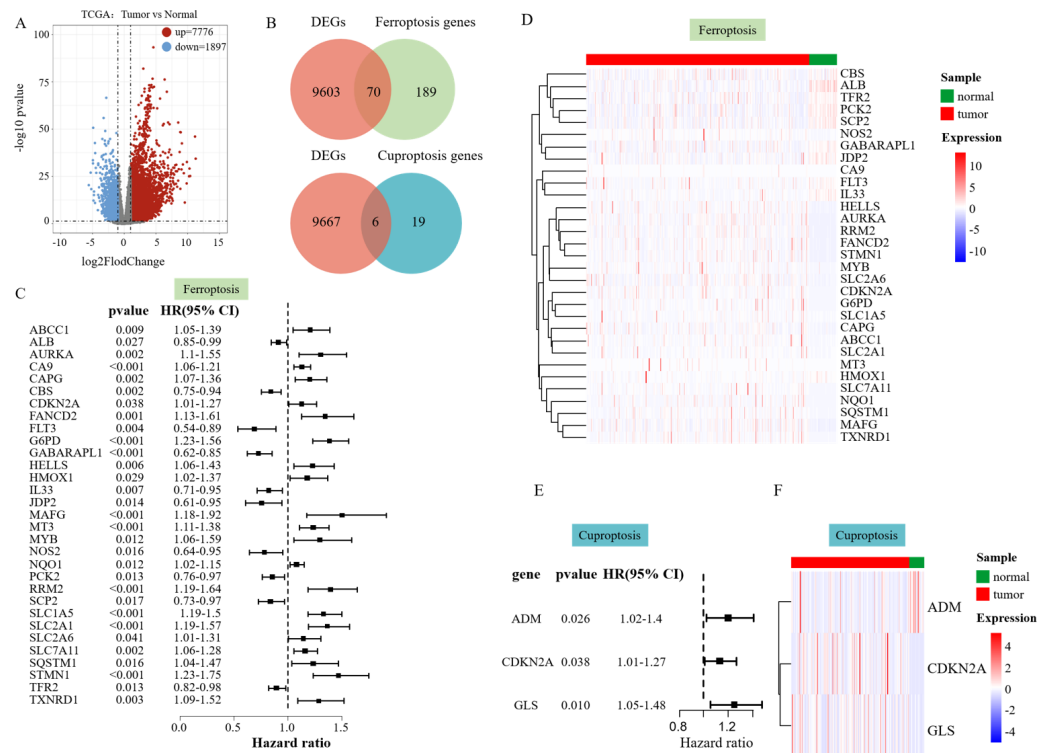 A
TCGA: Tumor vs Normal
up=7776
down=1897
100
75
50
25
0
-log10 pvalue
-10
-5
0
5
10
15
log2FlodChange
B
DEGs
Ferroptosis genes
9603
70
189
DEGs
Cuproptosis genes
9667
6
19
C
Ferroptosis
pvalue HR(95% CI)
ABCC1 0.009 1.05-1.39
ALB 0.027 0.85-0.99
AURKA 0.002 1.1-1.55
CA9 <0.001 1.06-1.21
CAPG 0.002 1.07-1.36
CBS 0.002 0.75-0.94
CDKN2A 0.038 1.01-1.27
FANCD2 0.001 1.13-1.61
FLT3 0.004 0.54-0.89
G6PD <0.001 1.23-1.56
GABARAPL1 <0.001 0.62-0.85
HELLS 0.006 1.06-1.43
HMOX1 0.029 1.02-1.37
IL33 0.007 0.71-0.95
JDP2 0.014 0.61-0.95
MAFG <0.001 1.18-1.92
MT3 <0.001 1.11-1.38
MYB 0.012 1.06-1.59
NOS2 0.016 0.64-0.95
NQO1 0.012 1.02-1.15
PCK2 0.013 0.76-0.97
RRM2 <0.001 1.19-1.64
SCP2 0.017 0.73-0.97
SLC1A5 <0.001 1.19-1.5
SLC2A1 <0.001 1.19-1.57
SLC2A6 0.041 1.01-1.31
SLC7A11 0.002 1.06-1.28
SQSTM1 0.016 1.04-1.47
STMN1 <0.001 1.23-1.75
TFR2 0.013 0.82-0.98
TXNRD1 0.003 1.09-1.52
0.0 0.5 1.0 1.5
Hazard ratio
D
Ferroptosis
CBS
ALB
TFR2
PCK2
SCP2
NOS2
GABARAPL1
JDP2
CA9
FLT3
IL33
HELLS
AURKA
RRM2
FANCD2
STMN1
MYB
SLC2A6
CDKN2A
G6PD
SLC1A5
CAPG
ABCC1
SLC2A1
MT3
HMOX1
SLC7A11
NQO1
SQSTM1
MAFG
TXNRD1
Sample
normal
tumor
Expression
10
5
0
-5
-10
E
Cuproptosis
gene pvalue HR(95% CI)
ADM 0.026 1.02-1.4
CDKN2A 0.038 1.01-1.27
GLS 0.010 1.05-1.48
0.8 1.2
Hazard ratio
F
Cuproptosis
ADM
CDKN2A
GLS
Sample
normal
tumor
Expression
4
2
0
-2
-4